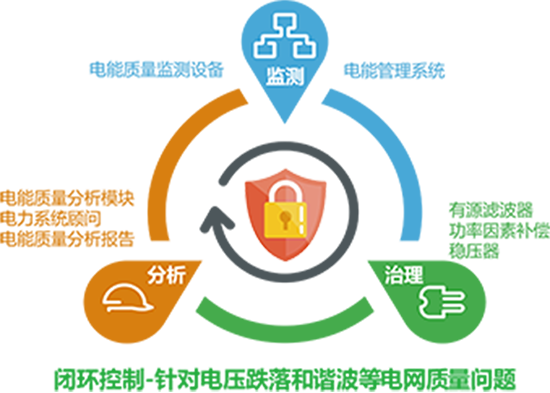 监测
电能质量监测设备
电能管理系统
电能质量分析模块
电力系统顾问
电能质量分析报告
有源滤波器
功率因素补偿
稳压器
分析
治理
闭环控制-针对电压跌落和谐波等电网质量问题